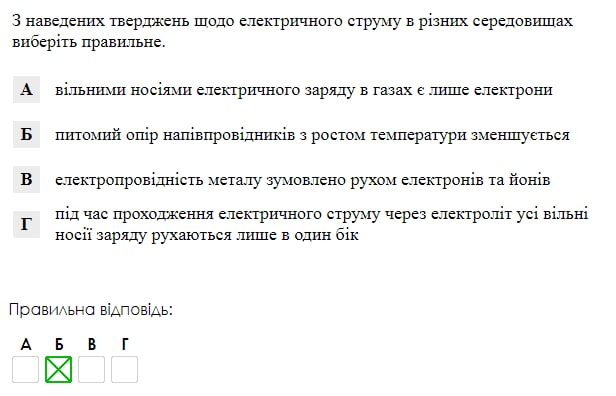 З наведених тверджень щодо електричного струму в різних середовищах
виберіть правильне.
А вільними носіями електричного заряду в газах є лише електрони
Б питомий опір напівпровідників з ростом температури зменшується
В електропровідність металу зумовлено рухом електронів та йонів
під час проходження електричного струму через електроліт усі вільні
Г носії заряду рухаються лише в один бік
Правильна відповідь:
А Б В Г